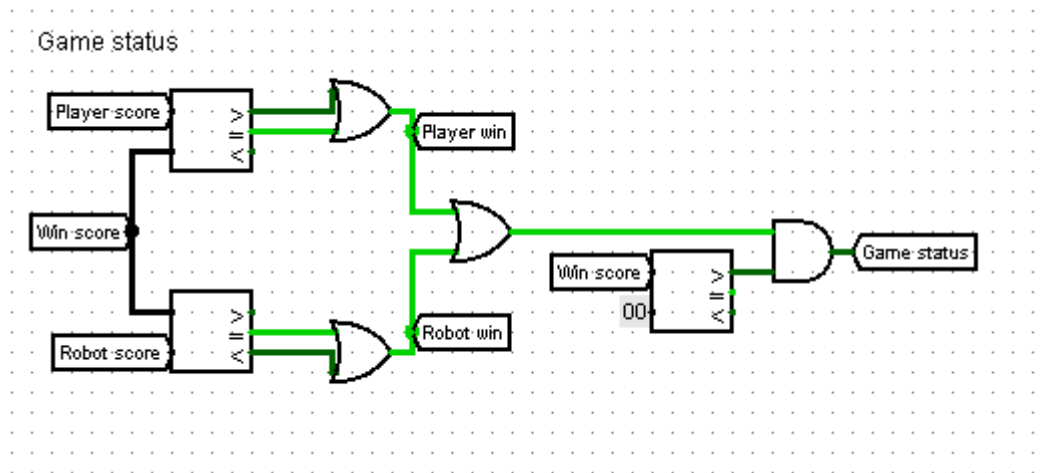 Game status
Player score
>
=
<
Player win
Win score
Win score
>
=
<
00
Game status
>
=
<
Robot score
Robot win